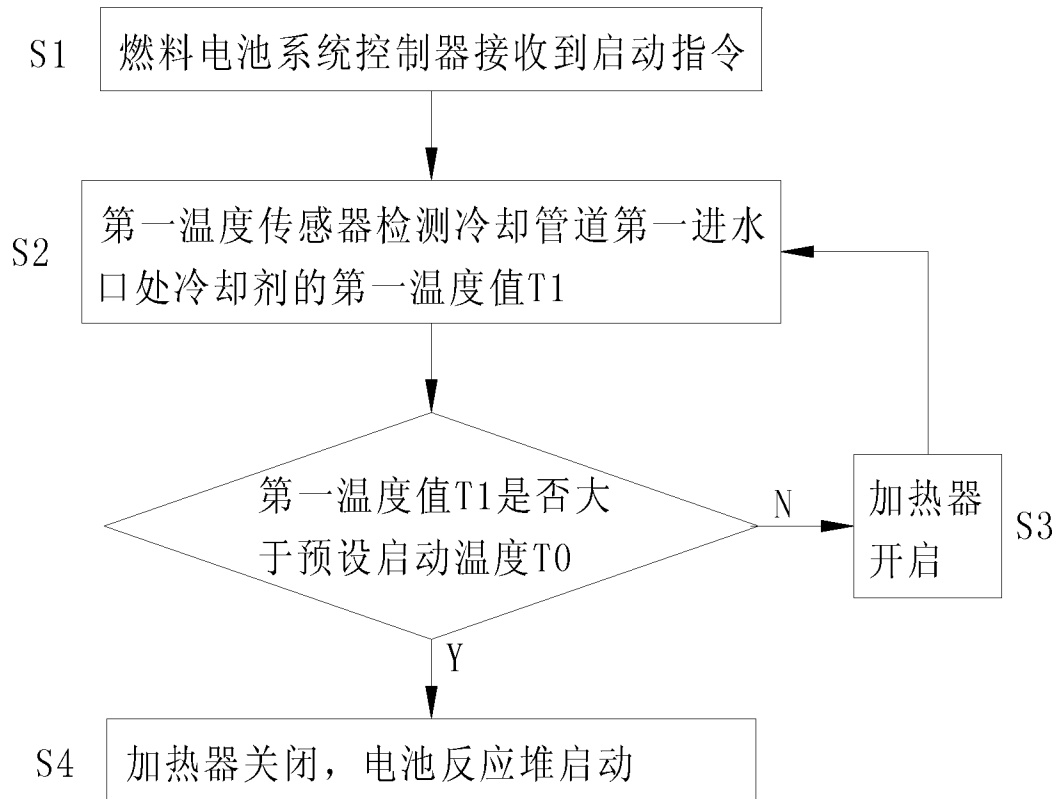 S1
燃料电池系统控制器接收到启动指令
S2
第一温度传感器检测冷却管道第一进水
口处冷却剂的第一温度值T1
第一温度值T1是否大
于预设启动温度T0
N
加热器
开启
S3
Y
S4
加热器关闭，电池反应堆启动